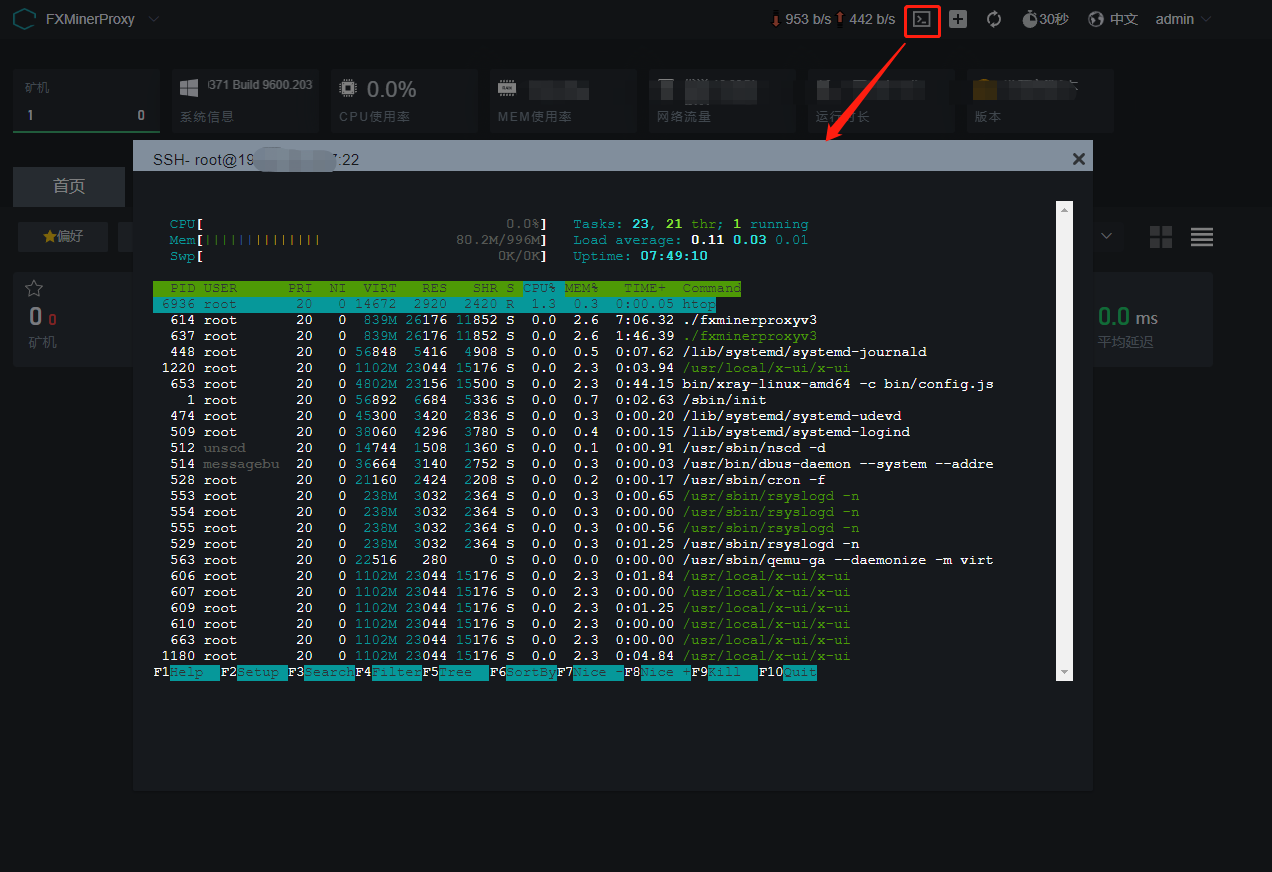 FXMinerProxy 953 b/s 442 b/s 30秒 中文 admin
矿机
1 0
371 Build 9600.203
系统信息
0.0%
CPU使用率
MEM使用率
网络流量
运行 长
版本
SSH- root@19 :22
首页
偏好
0 0
矿机
0.0 ms
平均延迟
CPU[ 0.0%] Tasks: 23, 21 thr; 1 running
Mem[|||||||||||||| 80.2M/996M] Load average: 0.11 0.03 0.01
Swp[ 0K/0K] Uptime: 07:49:10
PID USER PRI NI VIRT RES SHR S CPU% MEM% TIME+ Command
6936 root 20 0 14672 2920 2420 R 1.3 0.3 0:00.05 htop
614 root 20 0 839M 26176 11852 S 0.0 2.6 7:06.32 ./fxminerproxyv3
637 root 20 0 839M 26176 11852 S 0.0 2.6 1:46.39 ./fxminerproxyv3
448 root 20 0 56848 5416 4908 S 0.0 0.5 0:07.62 /lib/systemd/systemd-journald
1220 root 20 0 1102M 23044 15176 S 0.0 2.3 0:03.94 /usr/local/x-ui/x-ui
653 root 20 0 4802M 23156 15500 S 0.0 2.3 0:44.15 bin/xray-linux-amd64 -c bin/config.js
1 root 20 0 56892 6684 5336 S 0.0 0.7 0:02.63 /sbin/init
474 root 20 0 45300 3420 2836 S 0.0 0.3 0:00.20 /lib/systemd/systemd-udevd
509 root 20 0 38060 4296 3780 S 0.0 0.4 0:00.15 /lib/systemd/systemd-logind
512 unscd 20 0 14744 1508 1360 S 0.0 0.1 0:00.91 /usr/sbin/nscd -d
514 messagebu 20 0 36664 3140 2752 S 0.0 0.3 0:00.03 /usr/bin/dbus-daemon --system --addre
528 root 20 0 21160 2424 2208 S 0.0 0.2 0:00.17 /usr/sbin/cron -f
553 root 20 0 238M 3032 2364 S 0.0 0.3 0:00.65 /usr/sbin/rsyslogd -n
554 root 20 0 238M 3032 2364 S 0.0 0.3 0:00.00 /usr/sbin/rsyslogd -n
555 root 20 0 238M 3032 2364 S 0.0 0.3 0:00.56 /usr/sbin/rsyslogd -n
529 root 20 0 238M 3032 2364 S 0.0 0.3 0:01.25 /usr/sbin/rsyslogd -n
563 root 20 0 22516 280 0 S 0.0 0.0 0:00.00 /usr/sbin/qemu-ga --daemonize -m virt
606 root 20 0 1102M 23044 15176 S 0.0 2.3 0:01.84 /usr/local/x-ui/x-ui
607 root 20 0 1102M 23044 15176 S 0.0 2.3 0:00.00 /usr/local/x-ui/x-ui
609 root 20 0 1102M 23044 15176 S 0.0 2.3 0:01.25 /usr/local/x-ui/x-ui
610 root 20 0 1102M 23044 15176 S 0.0 2.3 0:00.00 /usr/local/x-ui/x-ui
663 root 20 0 1102M 23044 15176 S 0.0 2.3 0:00.00 /usr/local/x-ui/x-ui
1180 root 20 0 1102M 23044 15176 S 0.0 2.3 0:04.84 /usr/local/x-ui/x-ui
F1Help F2Setup F3SearchF4FilterF5Tree F6SortByF7Nice -F8Nice +F9Kill F10Quit